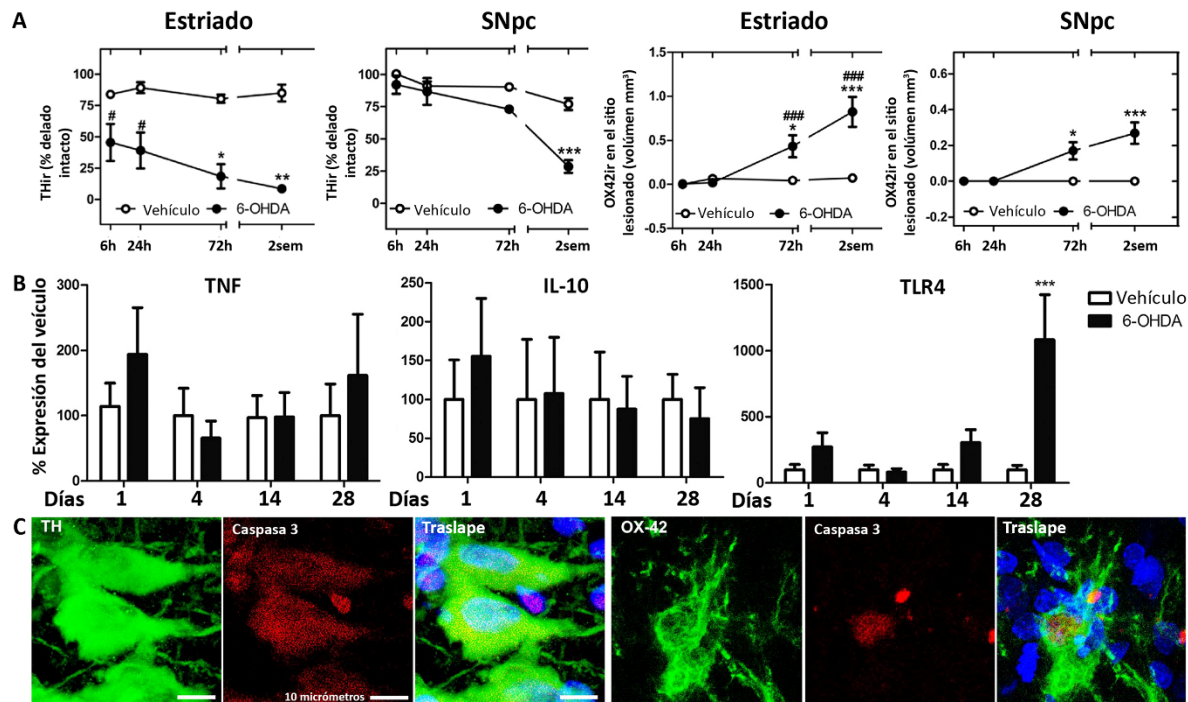 A
Estriado
SNpc
Estriado
SNpc
THir (% delado
intacto)
100
75
50
25
0
#
#
*
**
Vehículo
6-OHDA
6h
24h
72h
2sem
THir (% delado
intacto)
100
75
50
25
0
***
Vehículo
6-OHDA
6h
24h
72h
2sem
OX42ir en el sitio
lesionado (volúmen mm³)
1.5
1.0
0.5
0.0
-0.5
###
*
###
***
Vehículo
6-OHDA
6h
24h
72h
2sem
OX42ir en el sitio
lesionado (volúmen mm³)
0.6
0.4
0.2
0.0
-0.2
*
***
Vehículo
6-OHDA
6h
24h
72h
2sem
B
% Expresión del veículo
TNF
300
200
100
0
Días
1
4
14
28
IL-10
250
200
150
100
50
0
1
4
14
28
TLR4
1500
1000
500
0
***
Días
1
4
14
28
Vehículo
6-OHDA
C
TH
Caspasa 3
10 micrómetros
Traslape
OX-42
Caspasa 3
Traslape